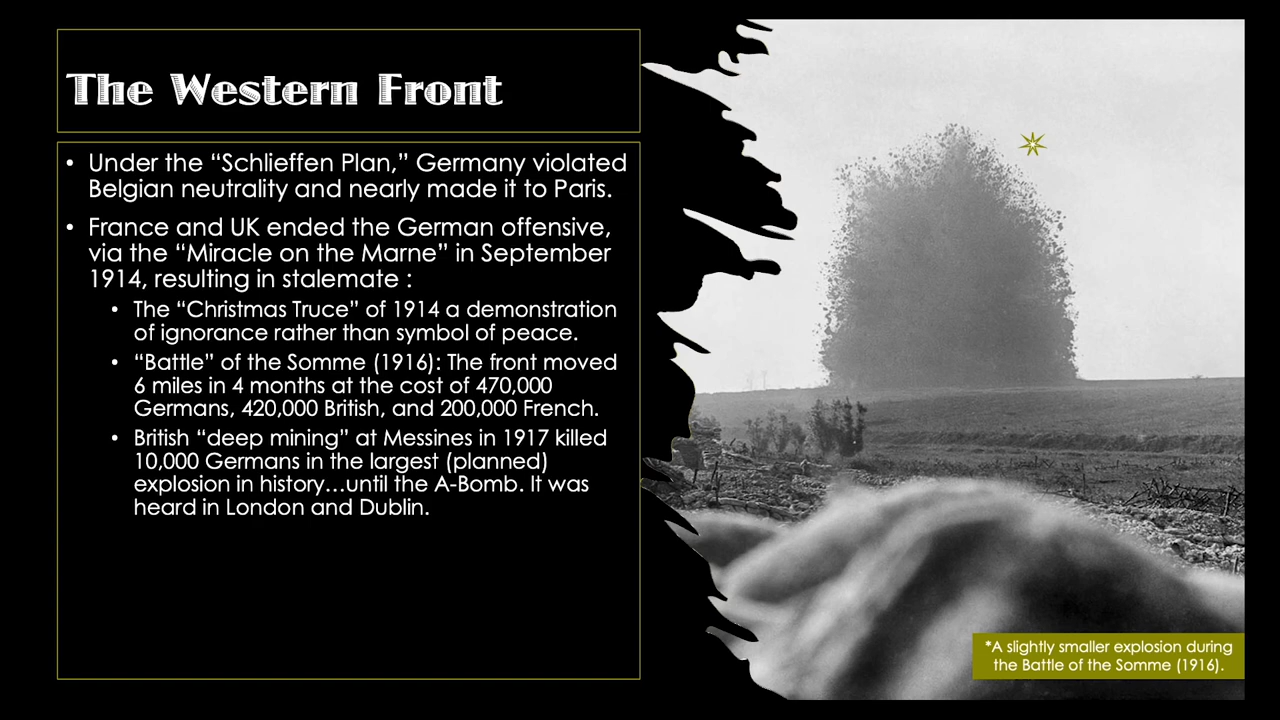 The Western Front
• Under the “Schlieffen Plan,” Germany violated
Belgian neutrality and nearly made it to Paris.
• France and UK ended the German offensive,
via the “Miracle on the Marne” in September
1914, resulting in stalemate :
• The “Christmas Truce” of 1914 a demonstration
of ignorance rather than symbol of peace.
• “Battle” of the Somme (1916): The front moved
6 miles in 4 months at the cost of 470,000
Germans, 420,000 British, and 200,000 French.
• British “deep mining” at Messines in 1917 killed
10,000 Germans in the largest (planned)
explosion in history…until the A-Bomb. It was
heard in London and Dublin.
*A slightly smaller explosion during
the Battle of the Somme (1916).